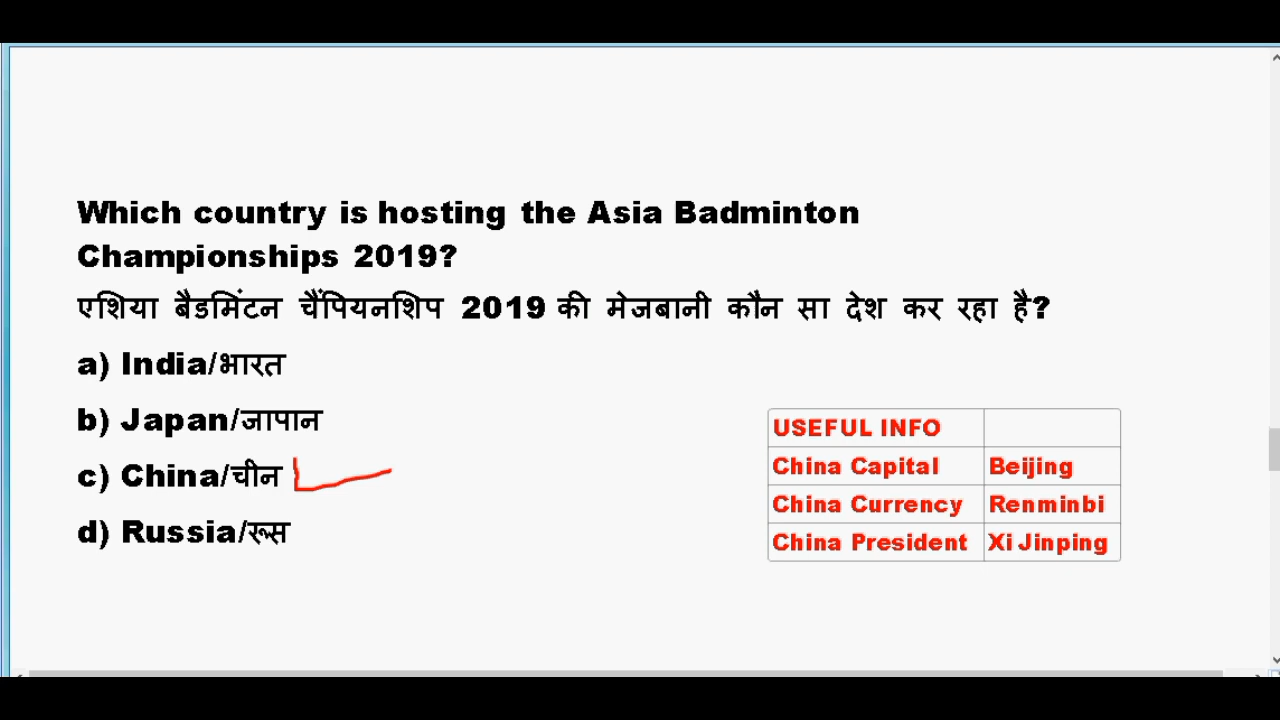 Which country is hosting the Asia Badminton
Championships 2019?
एशिया बैडमिंटन चैंपियनशिप 2019 की मेजबानी कौन सा देश कर रहा है?
a) India/भारत
b) Japan/जापान
c) China/चीन
d) Russia/रूस
USEFUL INFO
China Capital Beijing
China Currency Renminbi
China President Xi Jinping